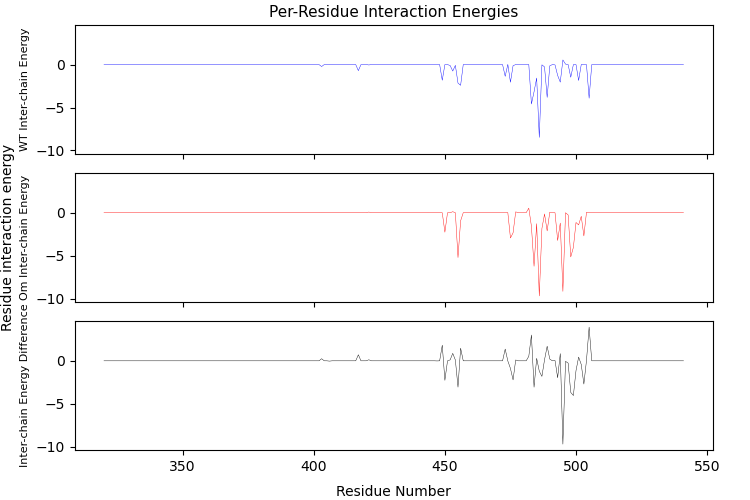 Per-Residue Interaction Energies
Residue interaction energy
WT Inter-chain Energy
0
−5
−10
Om Inter-chain Energy
0
−5
−10
Inter-chain Energy Difference
0
−5
−10
350
400
450
500
550
Residue Number